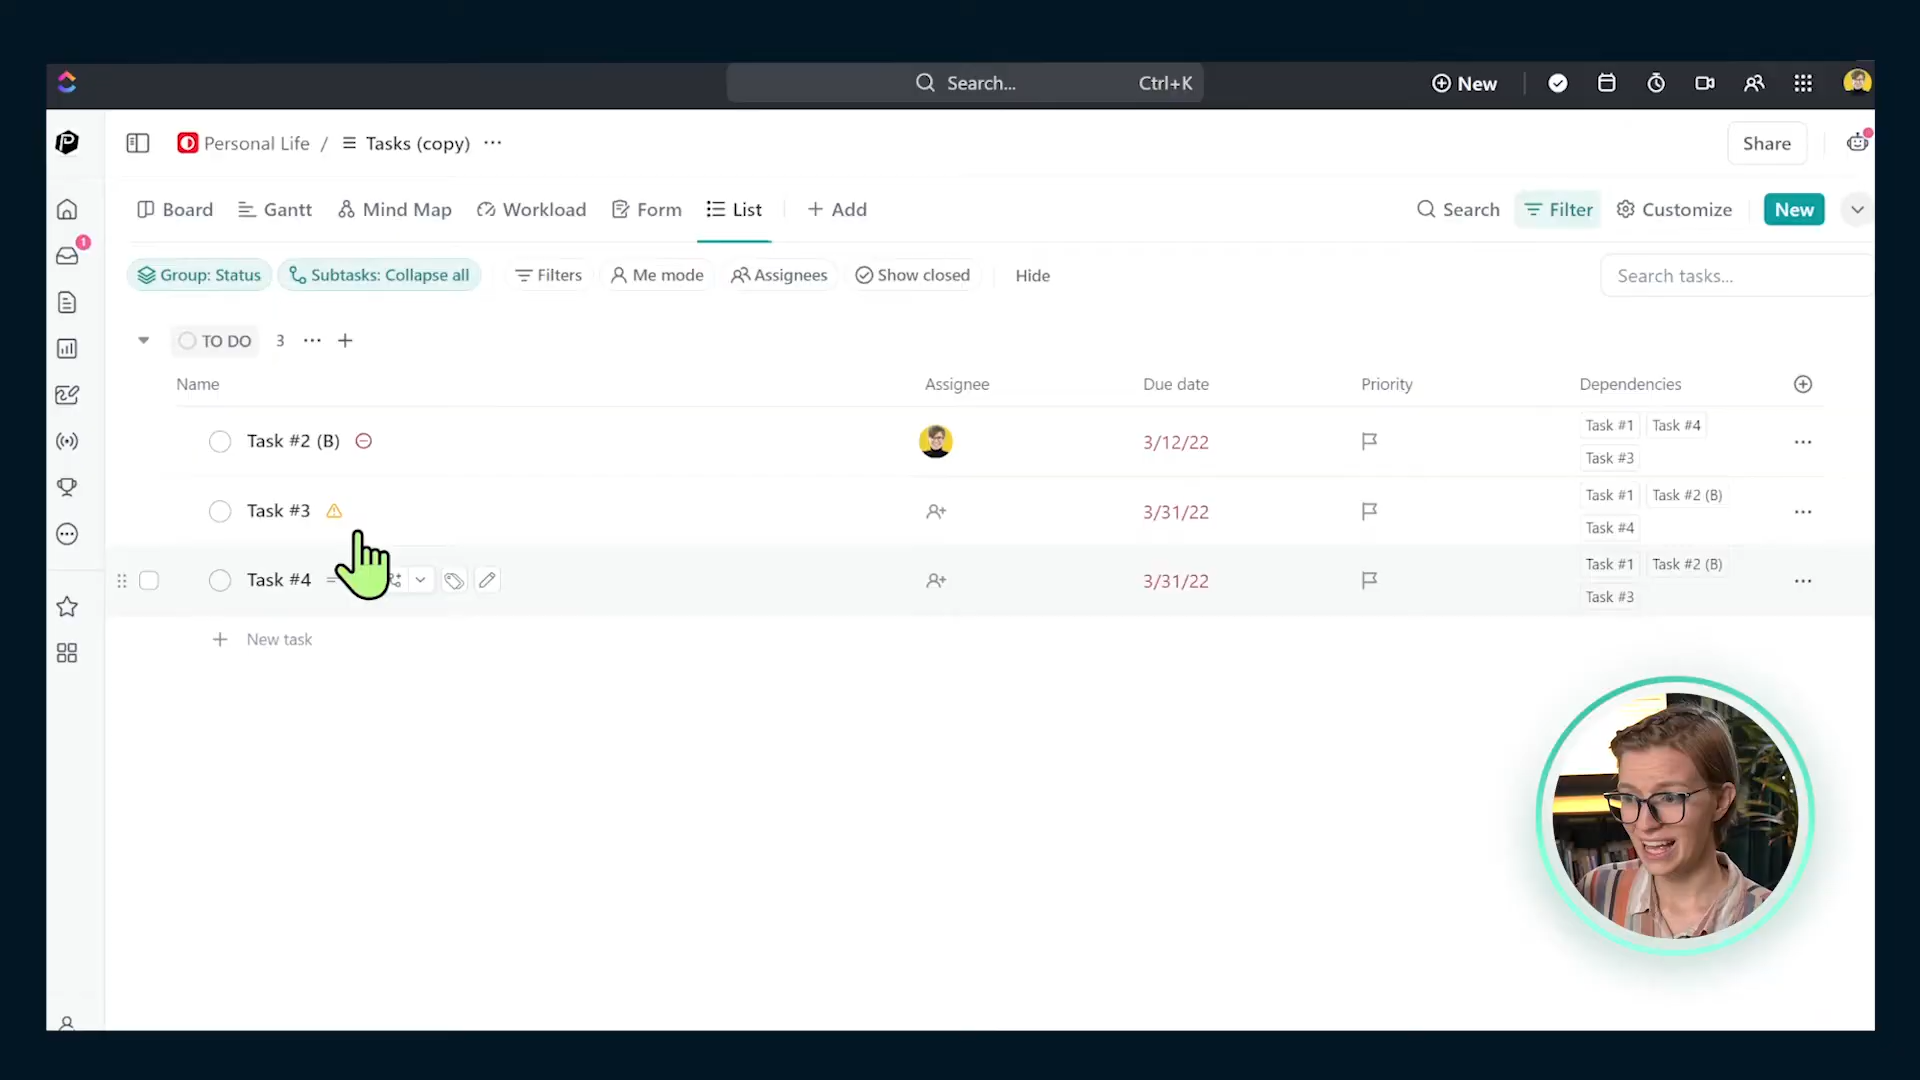 Search... Ctrl+K New
Personal Life / Tasks (copy) ... Share
Board Gantt Mind Map Workload Form List + Add Search Filter Customize New
Group: Status Subtasks: Collapse all Filters Me mode Assignees Show closed Hide Search tasks...
1
TO DO 3 ... +
Name Assignee Due date Priority Dependencies
Task #2 (B) 3/12/22 Task #1 Task #4
Task #3
Task #3 3/31/22 Task #1 Task #2 (B)
Task #4
Task #4 3/31/22 Task #1 Task #2 (B)
Task #3
+ New task